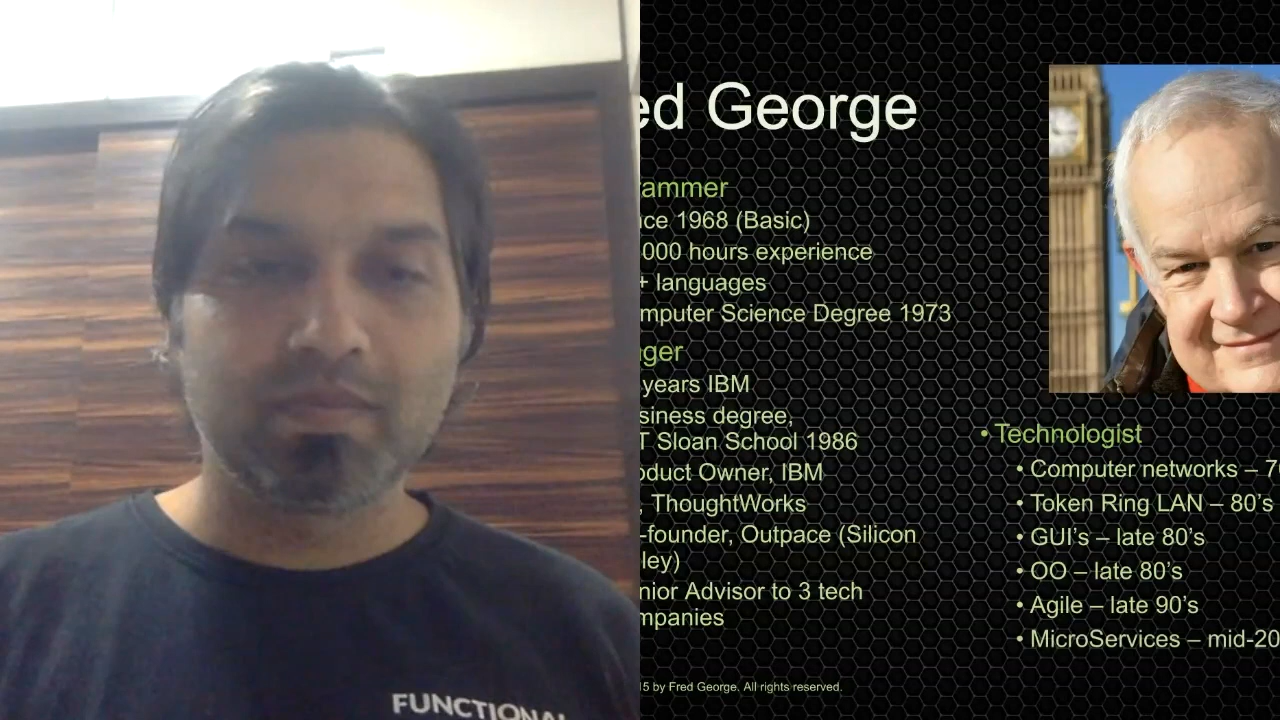 ed George
rammer
nce 1968 (Basic)
000 hours experience
+ languages
mputer Science Degree 1973
ger
years IBM
siness degree,
T Sloan School 1986
oduct Owner, IBM
, ThoughtWorks
-founder, Outpace (Silicon
ley)
nior Advisor to 3 tech
mpanies
• Technologist
• Computer networks – 7
• Token Ring LAN – 80's
• GUI's – late 80's
• OO – late 80's
• Agile – late 90's
• MicroServices – mid-20
15 by Fred George. All rights reserved.
FUNCTIONAL